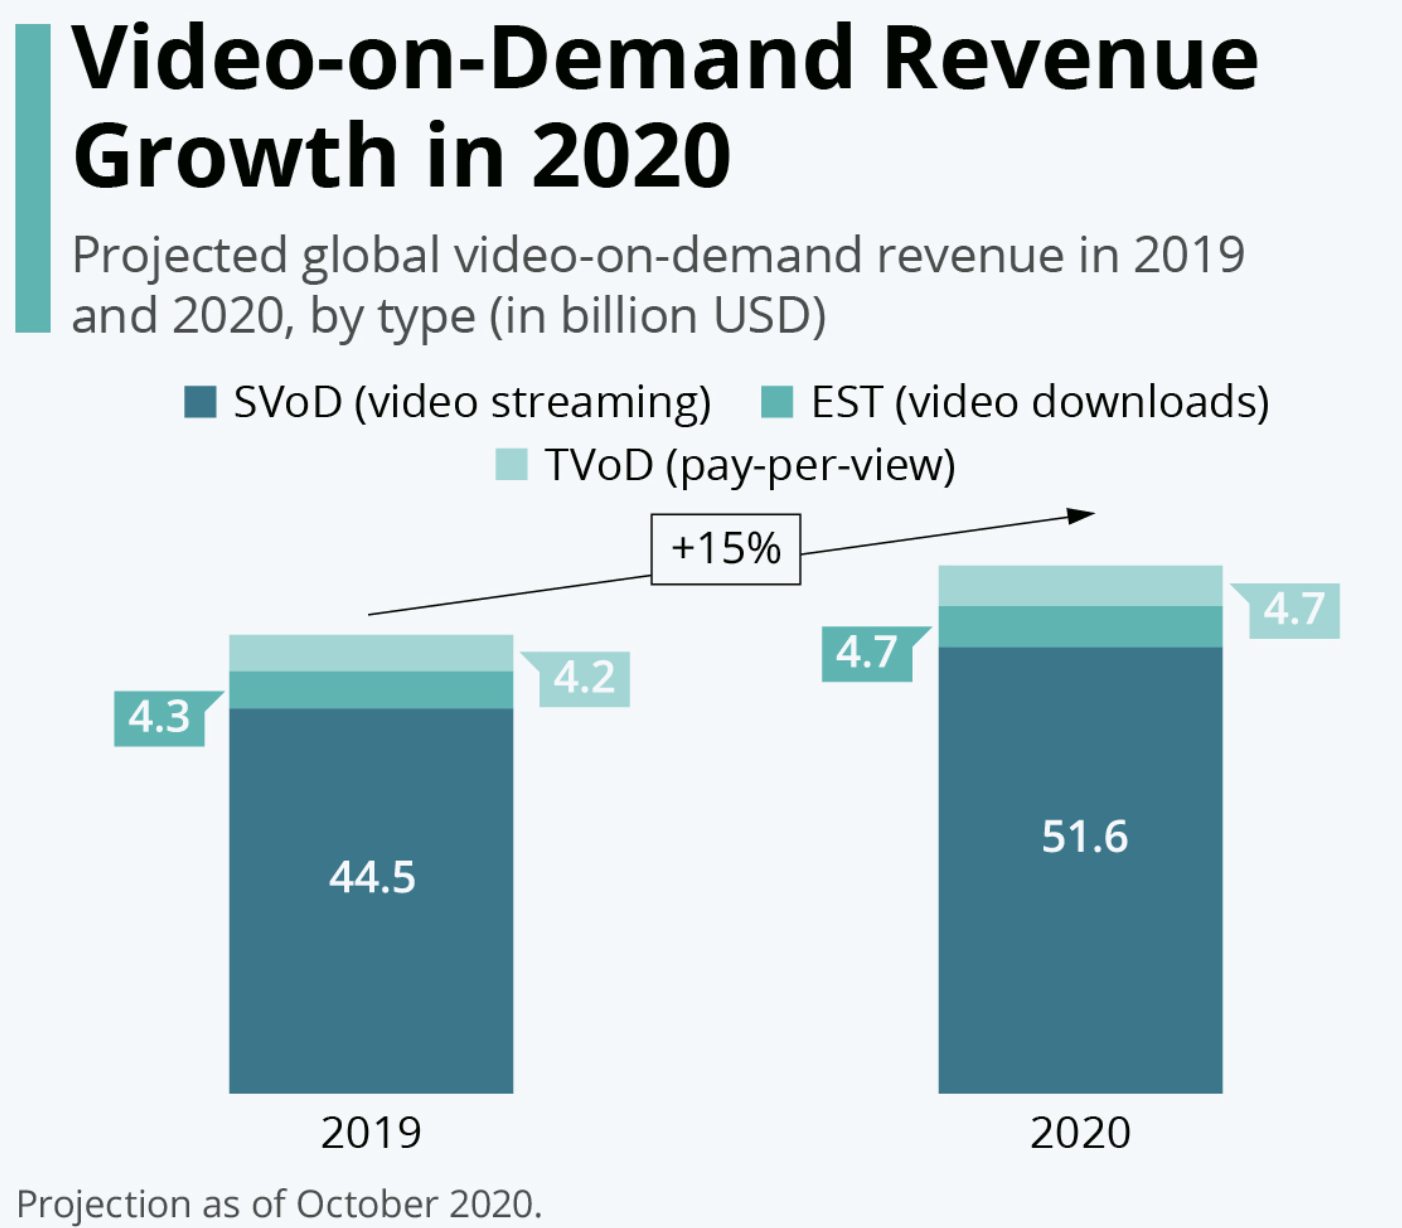 Video-on-Demand Revenue
Growth in 2020
Projected global video-on-demand revenue in 2019
and 2020, by type (in billion USD)
SVoD (video streaming) EST (video downloads)
TVoD (pay-per-view)
+15%
4.7
4.7
4.2
4.3
51.6
44.5
2019 2020
Projection as of October 2020.